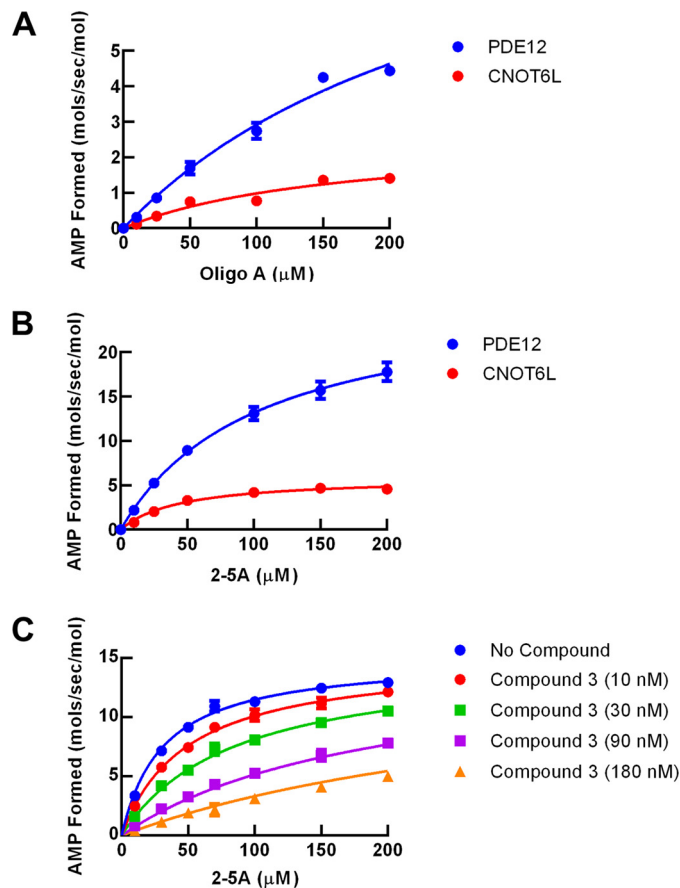 A
AMP Formed (mols/sec/mol)
5
4
3
2
1
0
0
50
100
150
200
Oligo A (μM)
PDE12
CNOT6L
B
AMP Formed (mols/sec/mol)
20
15
10
5
0
0
50
100
150
200
2-5A (μM)
PDE12
CNOT6L
C
AMP Formed (mols/sec/mol)
15
10
5
0
0
50
100
150
200
2-5A (μM)
No Compound
Compound 3 (10 nM)
Compound 3 (30 nM)
Compound 3 (90 nM)
Compound 3 (180 nM)